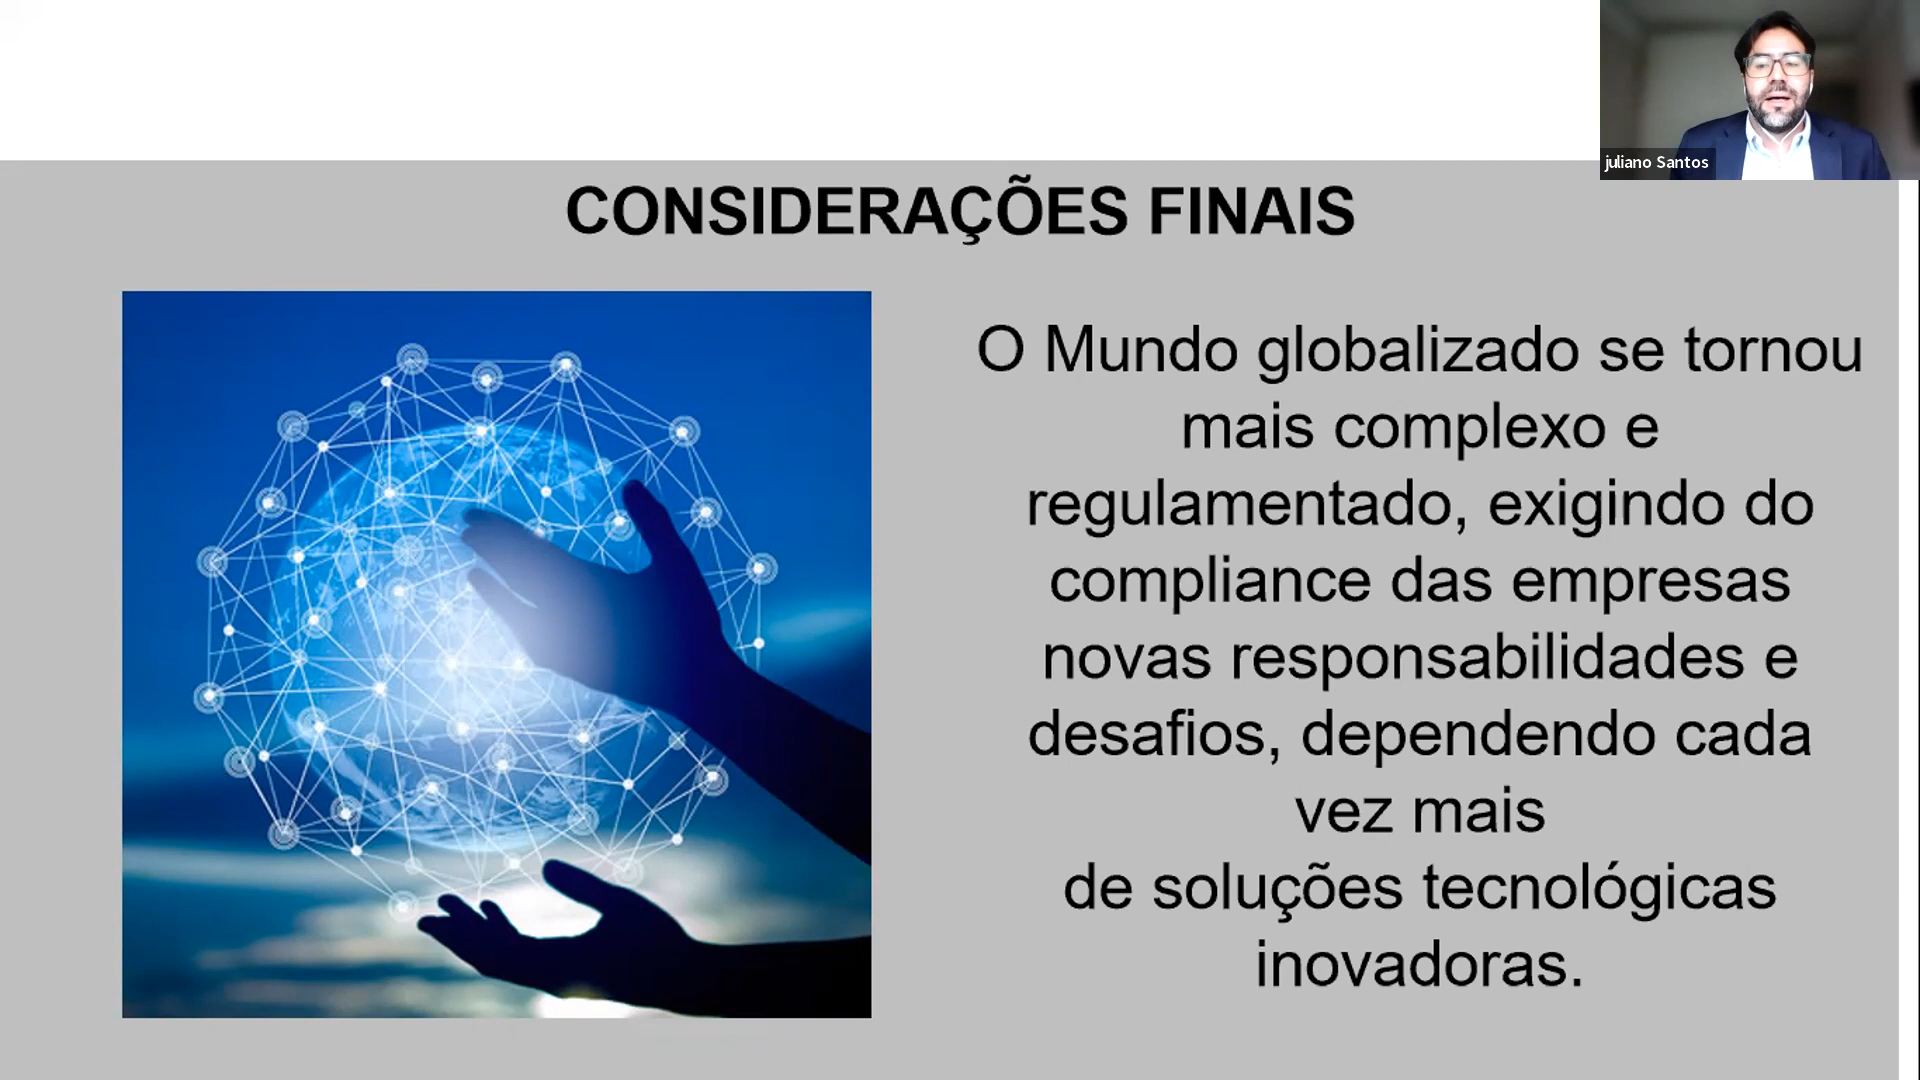 juliano Santos
CONSIDERAÇÕES FINAIS
O Mundo globalizado se tornou
mais complexo e
regulamentado, exigindo do
compliance das empresas
novas responsabilidades e
desafios, dependendo cada
vez mais
de soluções tecnológicas
inovadoras.